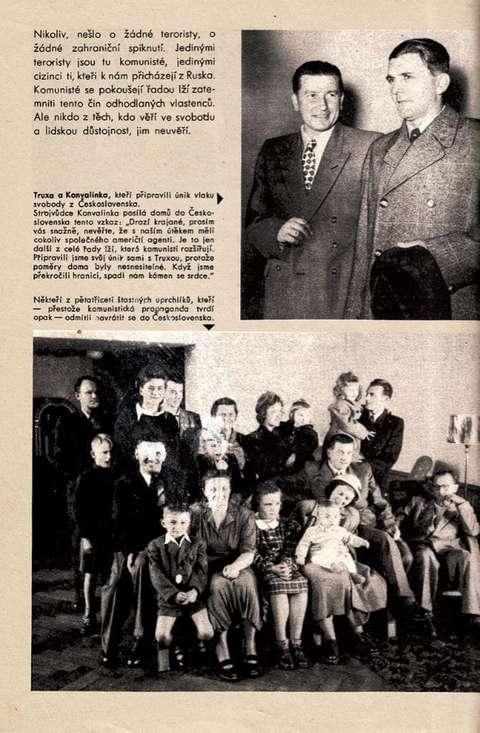 Nikoliv, nešlo o žádné teroristy, o
žádné zahraniční spiknutí. Jedinými
teroristy jsou tu komunisté, jedinými
cizinci ti, kteří k nám přicházejí z Ruska.
Komunisté se pokoušejí řadou lží zate-
mniti tento čin odhodlaných vlastenců.
Ale nikdo z těch, kdo věří ve svobodu
a lidskou důstojnost, jim neuvěří.
Truxa a Konvalinka, kteří připravili únik vlaku
svobody z Československa.
Strojvůdce Konvalinka posílá domů do Česko-
slovenska tento vzkaz: „Drazí krajané, prosím
vás snažně, nevěřte, že s naším útěkem měli
cokoliv společného američtí agenti. Je to jen
další z celé řady lží, která komunisti rozšiřují.
Připravili jsme svůj únik sami s Truxou, protože
poměry doma byly nesnesitelné. Když jsme
překročili hranici, spadl nám kámen se srdce.“
Někteří z pětatřiceti šťastných uprchlíků, kteří
— přestože komunistická propaganda tvrdí
opak — odmítli navrátit se do Československa.